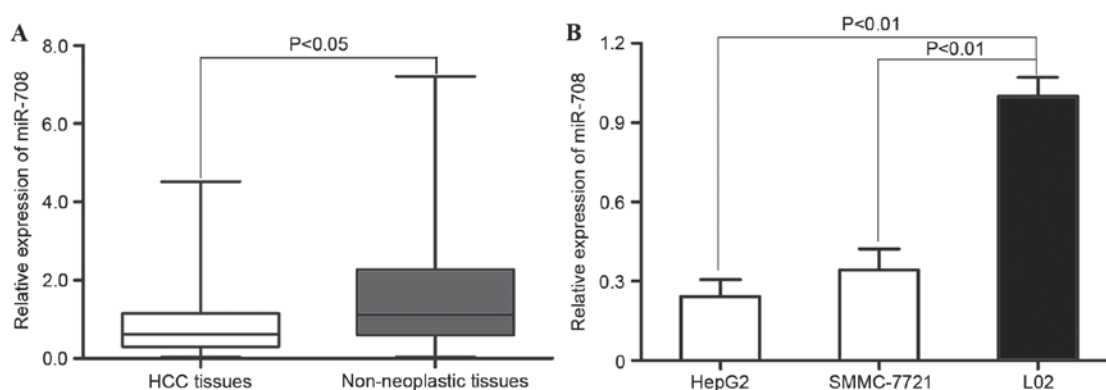 A
P<0.05
Relative expression of miR-708
8.0
6.0
4.0
2.0
0.0
HCC tissues
Non-neoplastic tissues
B
P<0.01
P<0.01
Relative expression of miR-708
1.2
0.9
0.6
0.3
0
HepG2
SMMC-7721
L02